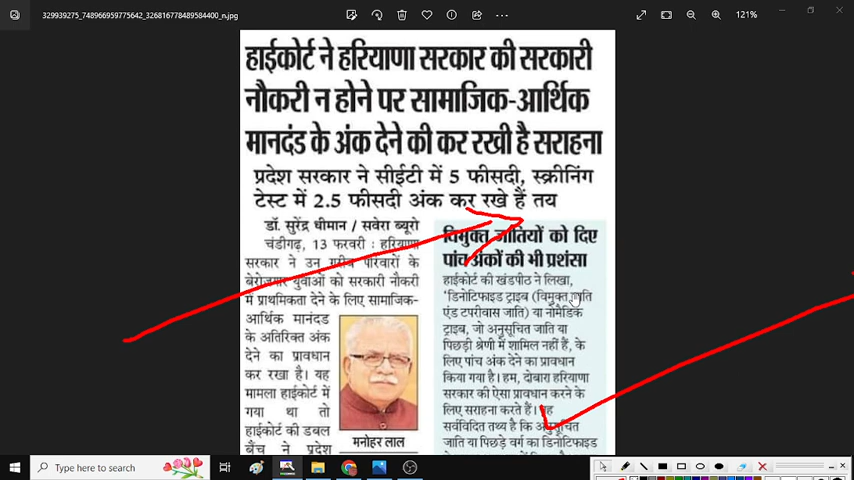 329939275_748966959775642_326816778489584400_n.jpg
121%
हाईकोर्ट ने हरियाणा सरकार की सरकारी
नौकरी न होने पर सामाजिक-आर्थिक
मानदंड के अंक देने की कर रखी है सराहना
प्रदेश सरकार ने सीईटी में 5 फीसदी, स्क्रीनिंग
टेस्ट में 2.5 फीसदी अंक कर रखे हैं तय
डॉ. सुरेंद्र धीमान / सवेरा ब्यूरो
चंडीगढ़, 13 फरवरी : हरियाणा
सरकार ने उन गरीब परिवारों के
बेरोजगार युवाओं को सरकारी नौकरी
में प्राथमिकता देने के लिए सामाजिक-
आर्थिक मानदंड
के अतिरिक्त अंक
देने का प्रावधान
कर रखा है। यह
मामला हाईकोर्ट में
गया था तो
हाईकोर्ट की डबल
बैंच ने प्रदेश
मनोहर लाल
विमुक्त जातियों को दिए
पांच अंकों की भी प्रशंसा
हाईकोर्ट की खंडपीठ ने लिखा,
'डिनोटिफाइड ट्राइब (विमुक्त जाति
एंड टपरीवास जाति) या नोमैडिक
ट्राइब, जो अनुसूचित जाति या
पिछड़ी श्रेणी में शामिल नहीं हैं, के
लिए पांच अंक देने का प्रावधान
किया गया है। हम, दोबारा हरियाणा
सरकार की ऐसा प्रावधान करने के
लिए सराहना करते हैं। यह
सर्वविदित तथ्य है कि अनुसूचित
जाति या पिछड़े वर्ग का डिनोटिफाइड
Type here to search